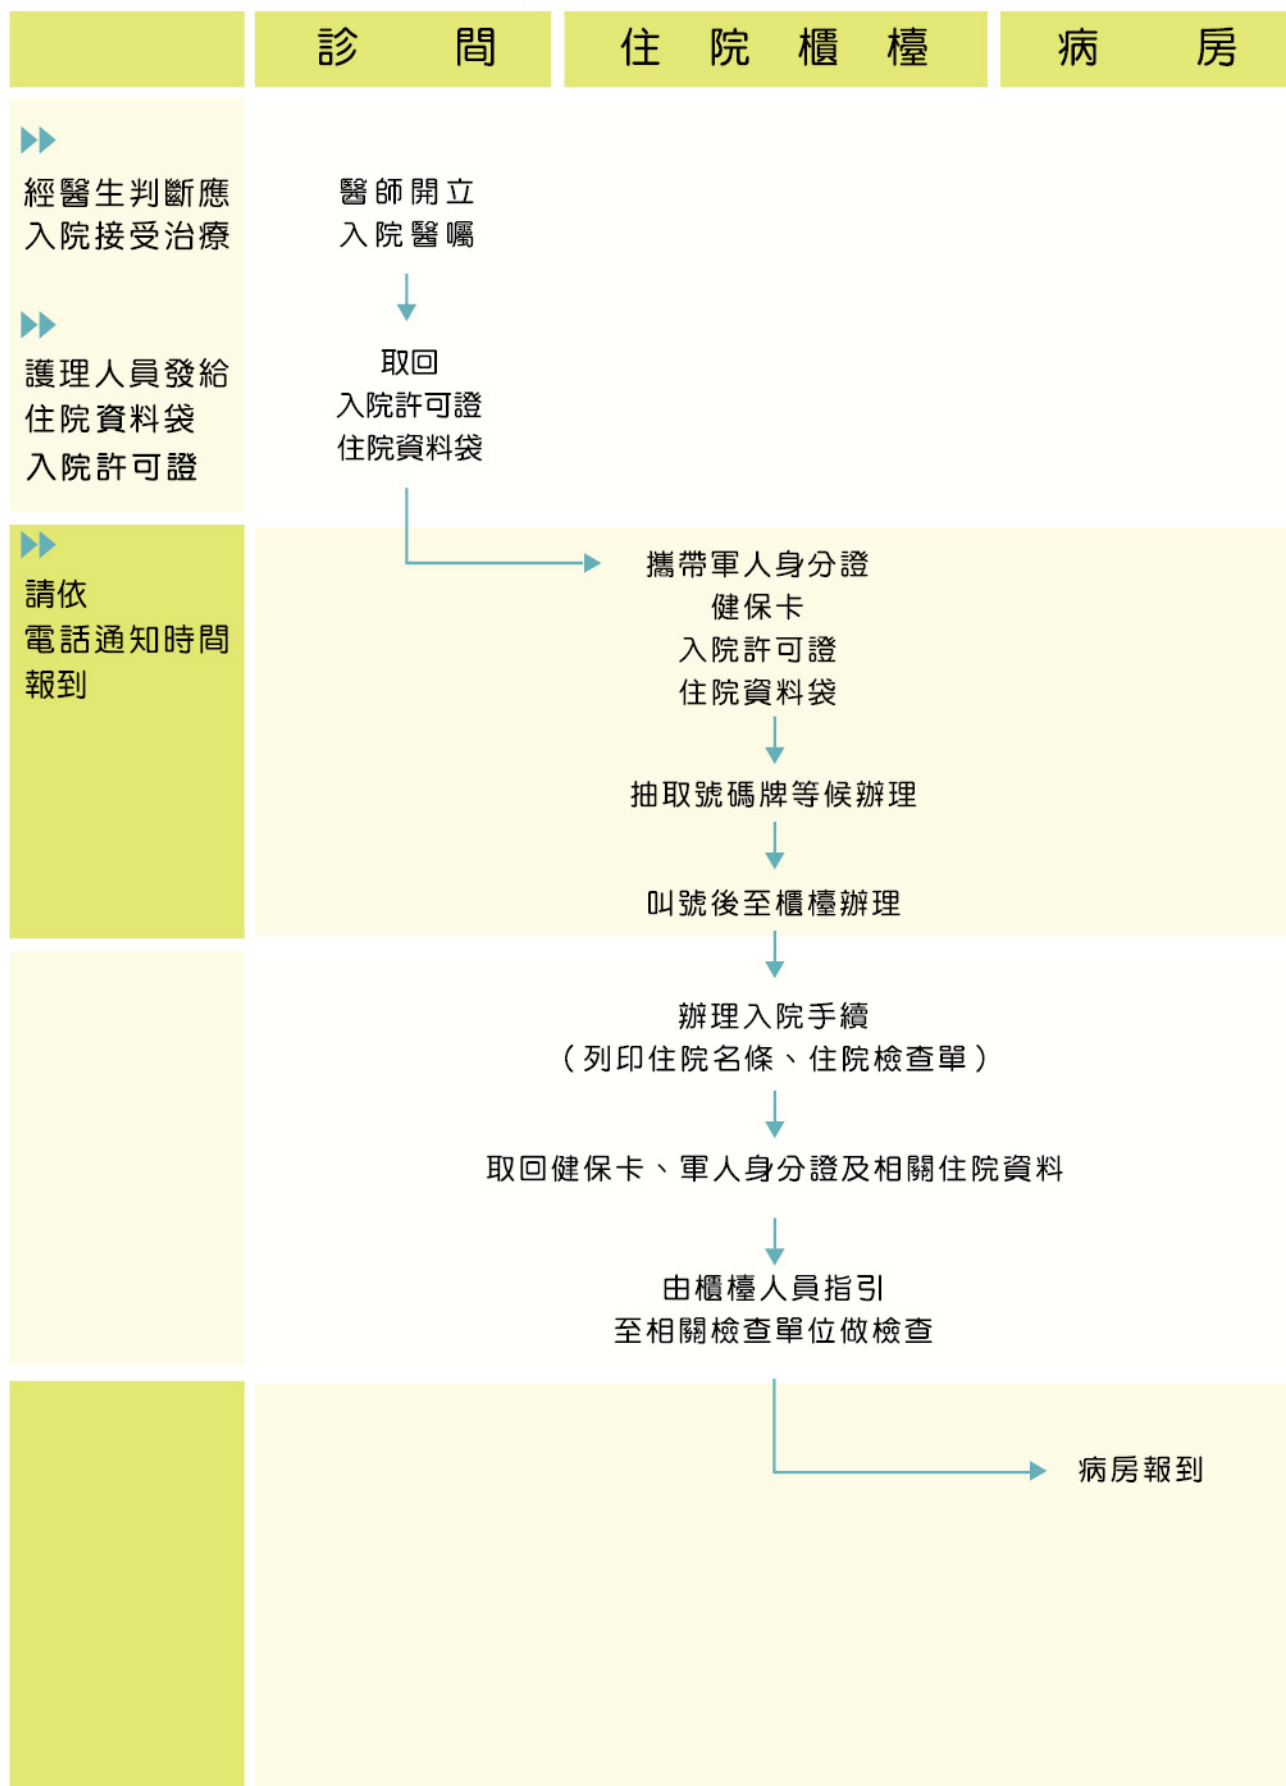 診間
住院櫃檯
病房
經醫生判斷應
入院接受治療
護理人員發給
住院資料袋
入院許可證
醫師開立
入院醫囑
取回
入院許可證
住院資料袋
請依
電話通知時間
報到
攜帶軍人身分證
健保卡
入院許可證
住院資料袋
抽取號碼牌等候辦理
叫號後至櫃檯辦理
辦理入院手續
（列印住院名條、住院檢查單）
取回健保卡、軍人身分證及相關住院資料
由櫃檯人員指引
至相關檢查單位做檢查
病房報到